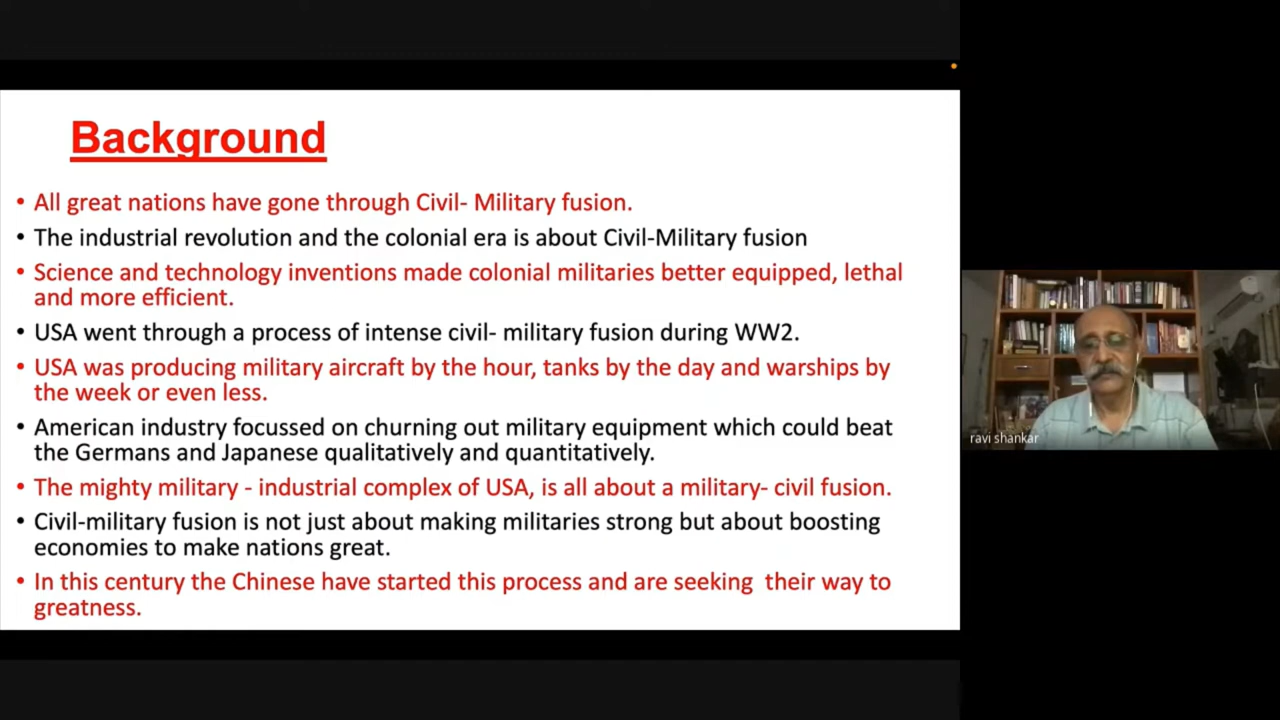 Background
• All great nations have gone through Civil- Military fusion.
• The industrial revolution and the colonial era is about Civil-Military fusion
• Science and technology inventions made colonial militaries better equipped, lethal
and more efficient.
• USA went through a process of intense civil- military fusion during WW2.
• USA was producing military aircraft by the hour, tanks by the day and warships by
the week or even less.
• American industry focussed on churning out military equipment which could beat
the Germans and Japanese qualitatively and quantitatively.
• The mighty military - industrial complex of USA, is all about a military- civil fusion.
• Civil-military fusion is not just about making militaries strong but about boosting
economies to make nations great.
• In this century the Chinese have started this process and are seeking  their way to
greatness.
ravi shankar